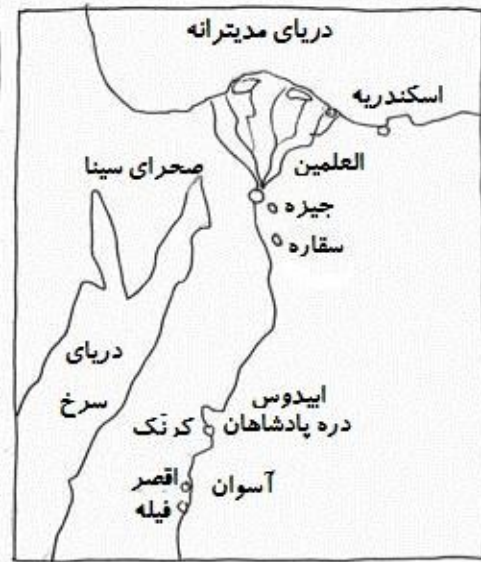 دریای مدیترانه
اسکندریه
العلمین
صحرای سینا
جیزه
سقاره
دریای
سرخ
ابیدوس
دره پادشاهان
کرنک
اقصر
آسوان
فیله